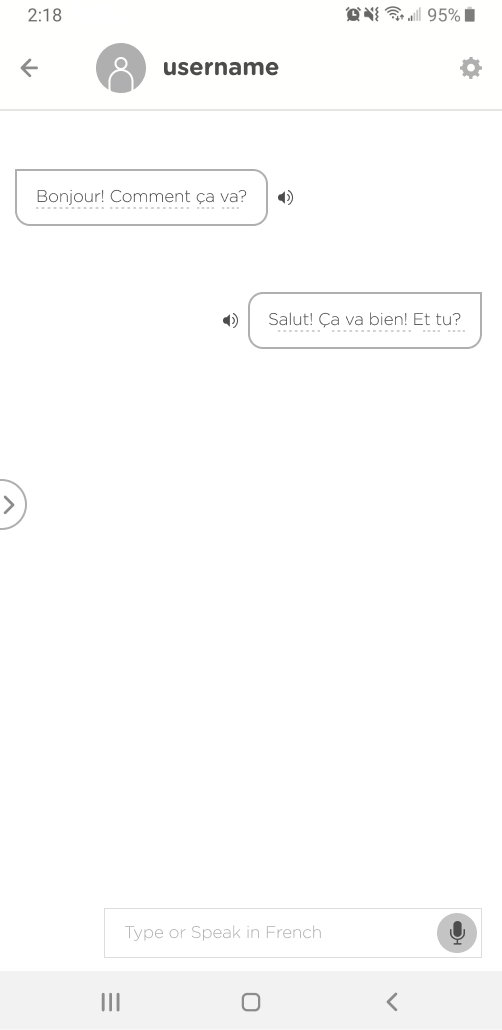 2:18
95%
username
Bonjour! Comment ça va?
Salut! Ça va bien! Et tu?
Type or Speak in French